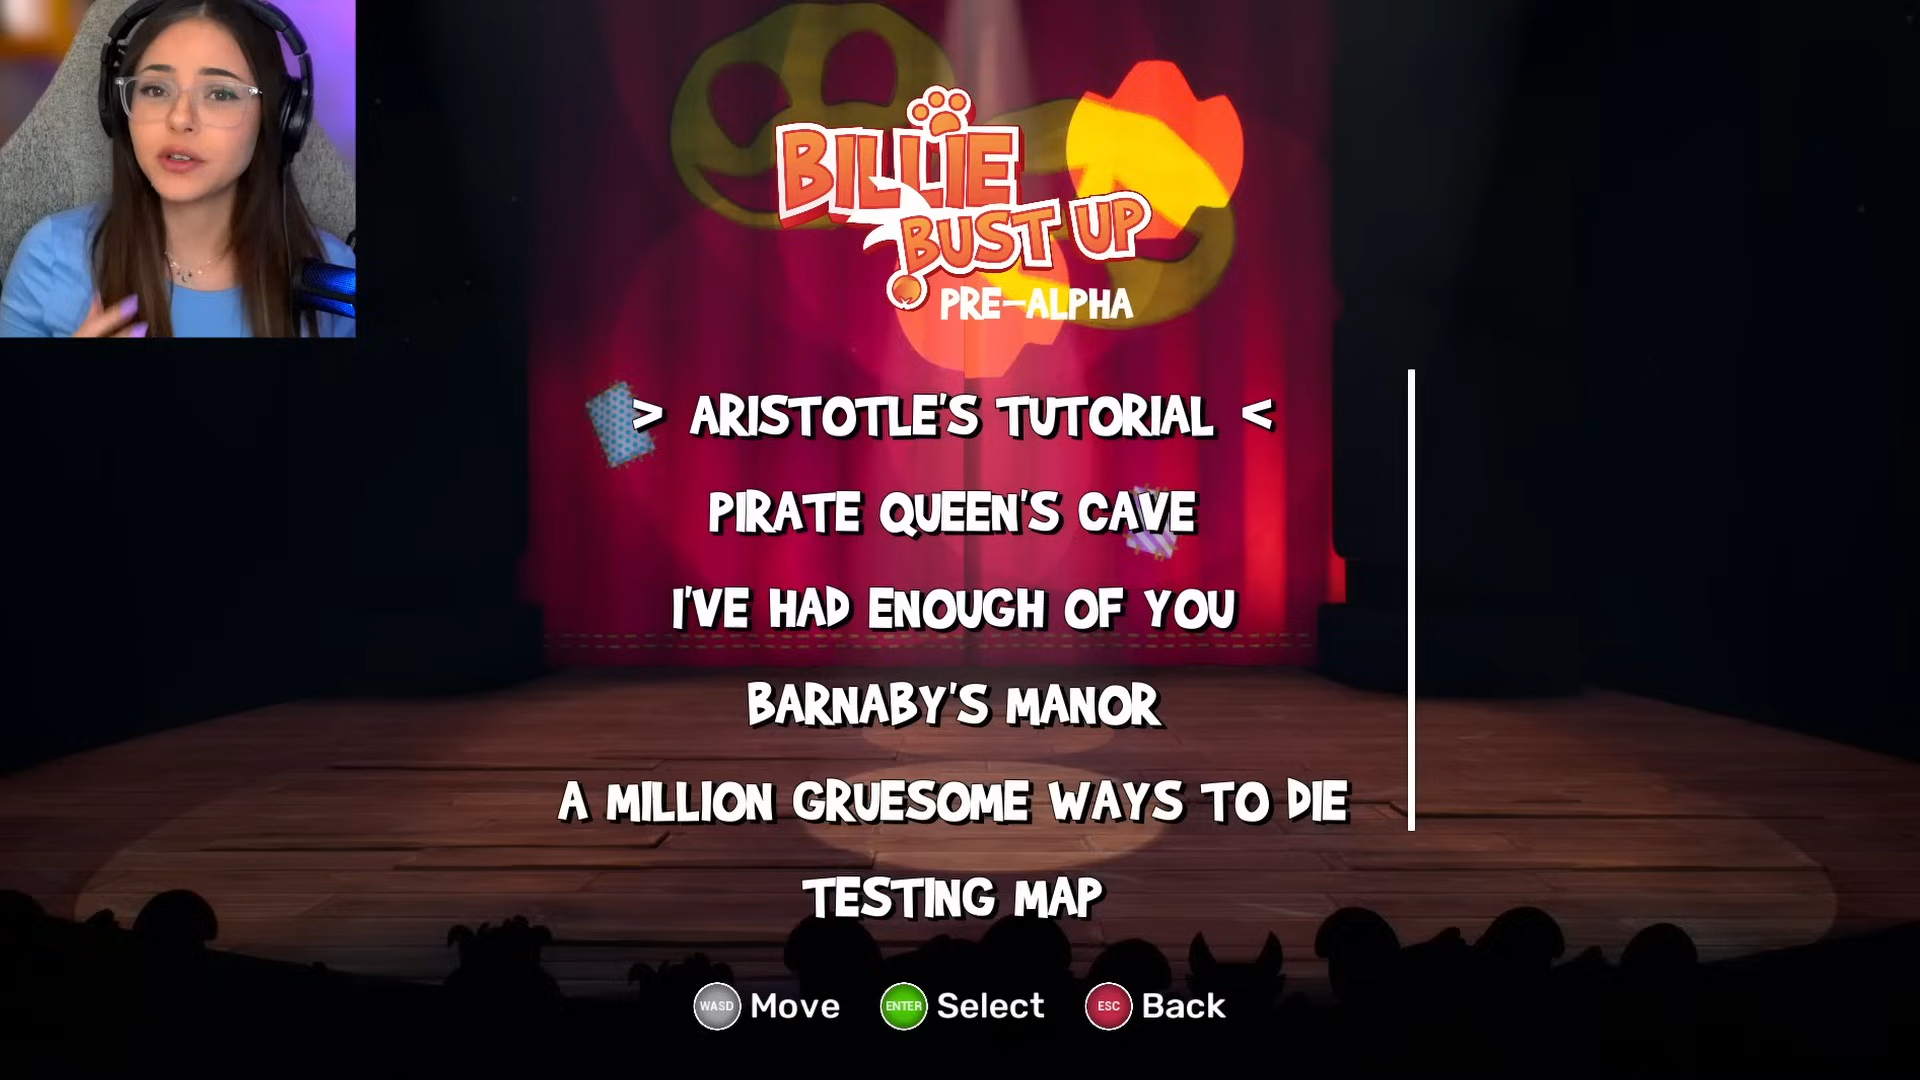 BILLIE
BUST UP
PRE-ALPHA
> ARISTOTLE'S TUTORIAL <
PIRATE QUEEN'S CAVE
I'VE HAD ENOUGH OF YOU
BARNABY'S MANOR
A MILLION GRUESOME WAYS TO DIE
TESTING MAP
WASD Move ENTER Select ESC Back